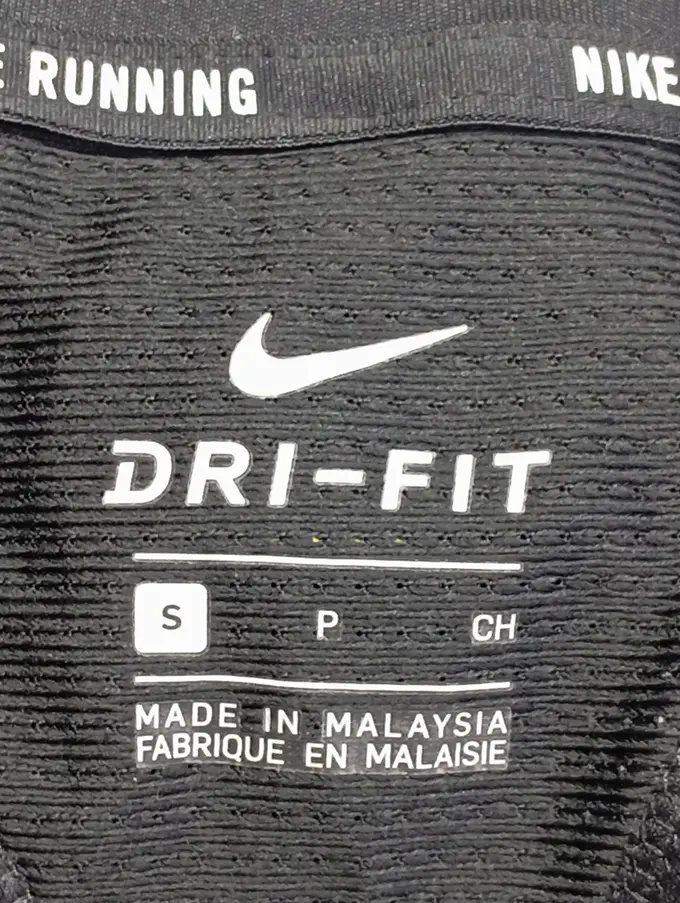 RUNNING NIKE
DRI-FIT
S P CH
MADE IN MALAYSIA
FABRIQUE EN MALAISIE